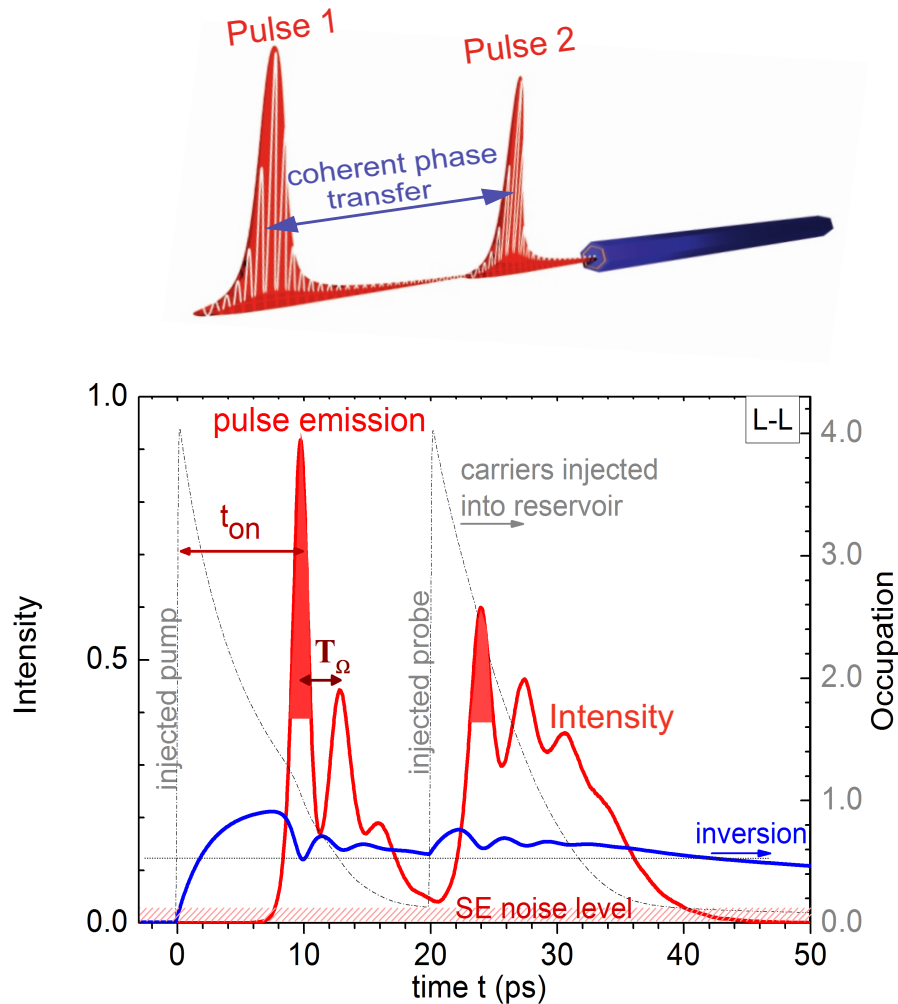 Pulse 1
Pulse 2
coherent phase
transfer
1.0
pulse emission
L-L
4.0
carriers injected
into reservoir
ton
3.0
injected pump
injected probe
Intensity
0.5
TΩ
2.0
Occupation
Intensity
1.0
inversion
SE noise level
0.0
0.0
0
10
20
30
40
50
time t (ps)